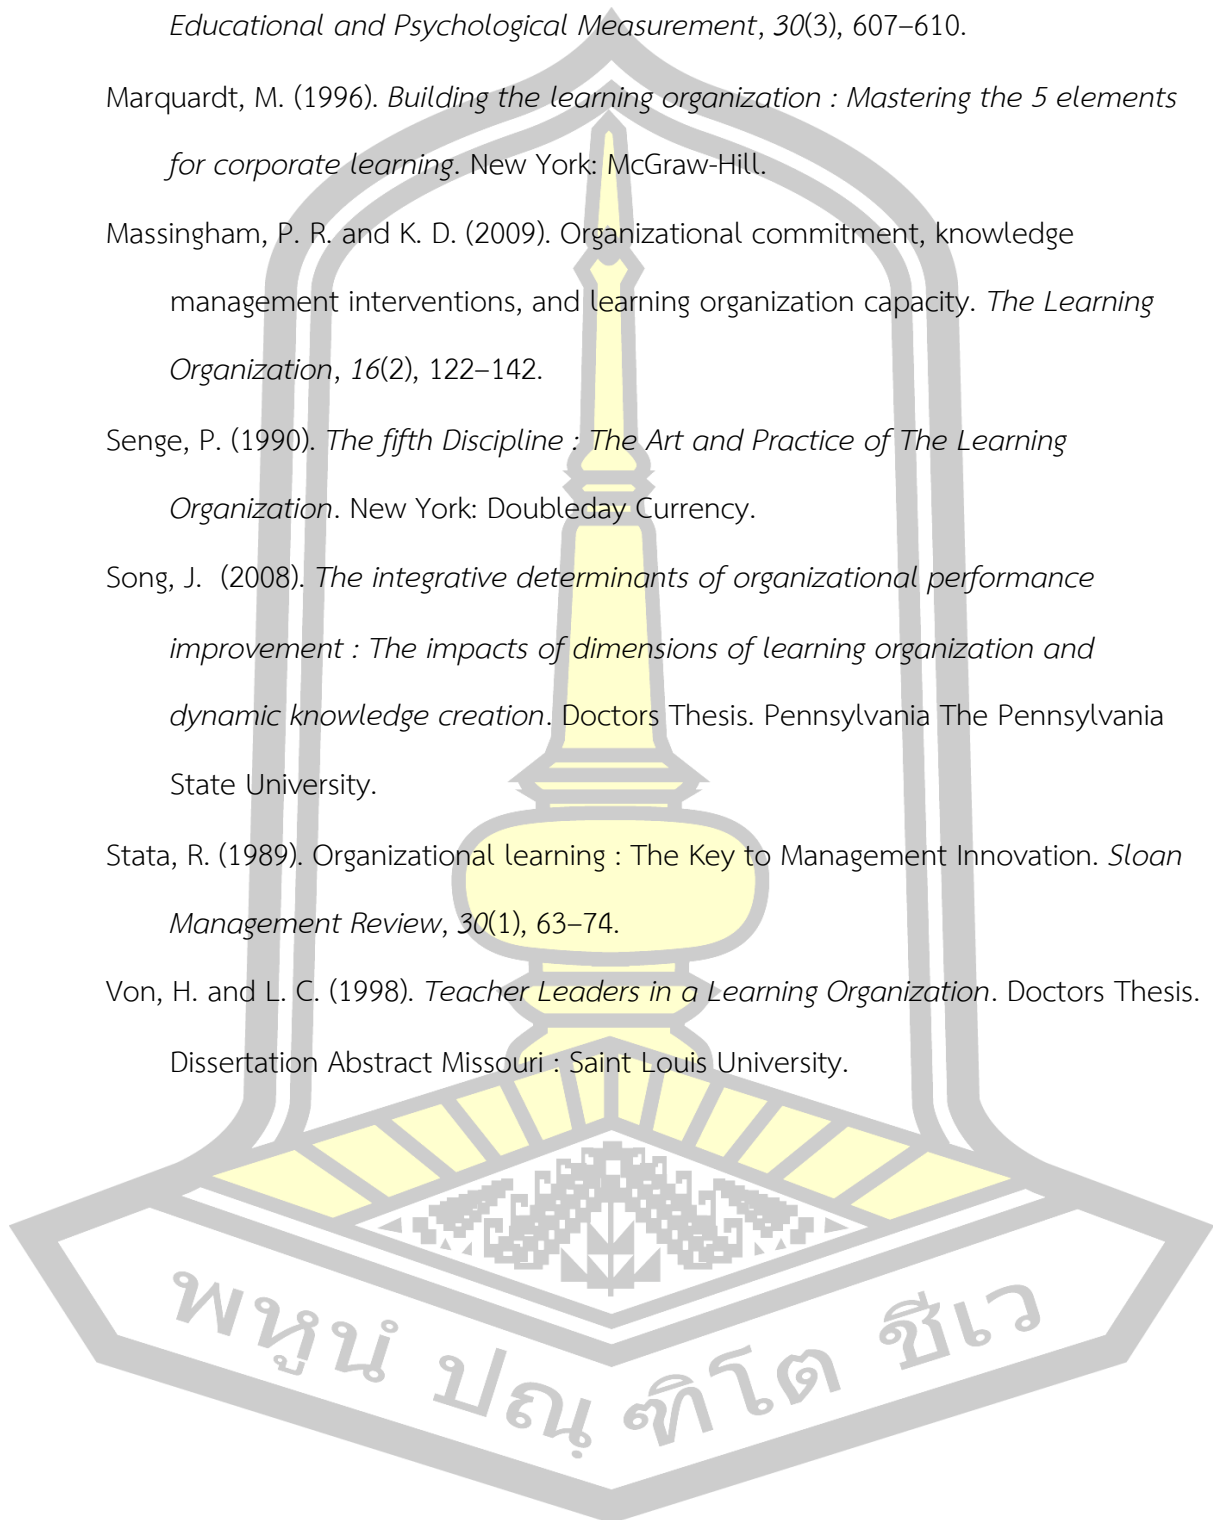 Educational and Psychological Measurement, 30(3), 607–610.
Marquardt, M. (1996). Building the learning organization : Mastering the 5 elements
for corporate learning. New York: McGraw-Hill.
Massingham, P. R. and K. D. (2009). Organizational commitment, knowledge
management interventions, and learning organization capacity. The Learning
Organization, 16(2), 122–142.
Senge, P. (1990). The fifth Discipline : The Art and Practice of The Learning
Organization. New York: Doubleday Currency.
Song, J.  (2008). The integrative determinants of organizational performance
improvement : The impacts of dimensions of learning organization and
dynamic knowledge creation. Doctors Thesis. Pennsylvania The Pennsylvania
State University.
Stata, R. (1989). Organizational learning : The Key to Management Innovation. Sloan
Management Review, 30(1), 63–74.
Von, H. and L. C. (1998). Teacher Leaders in a Learning Organization. Doctors Thesis.
Dissertation Abstract Missouri : Saint Louis University.
พหูนํ ปณฺ ฑิโต ชีเว